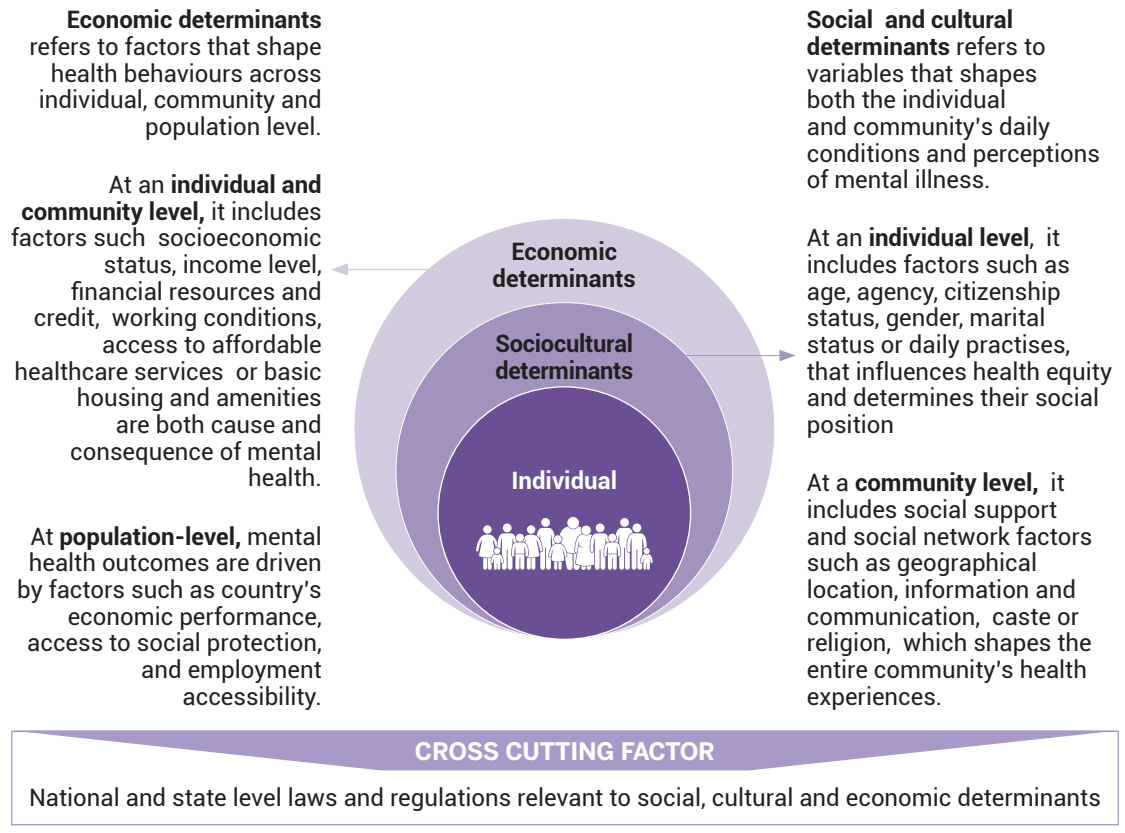 Economic determinants
refers to factors that shape
health behaviours across
individual, community and
population level.
At an individual and
community level, it includes
factors such socioeconomic
status, income level,
financial resources and
credit, working conditions,
access to affordable
healthcare services or basic
housing and amenities
are both cause and
consequence of mental
health.
At population-level, mental
health outcomes are driven
by factors such as country's
economic performance,
access to social protection,
and employment
accessibility.
Economic
determinants
Sociocultural
determinants
Individual
Social and cultural
determinants refers to
variables that shapes
both the individual
and community's daily
conditions and perceptions
of mental illness.
At an individual level, it
includes factors such as
age, agency, citizenship
status, gender, marital
status or daily practises,
that influences health equity
and determines their social
position
At a community level, it
includes social support
and social network factors
such as geographical
location, information and
communication, caste or
religion, which shapes the
entire community's health
experiences.
CROSS CUTTING FACTOR
National and state level laws and regulations relevant to social, cultural and economic determinants